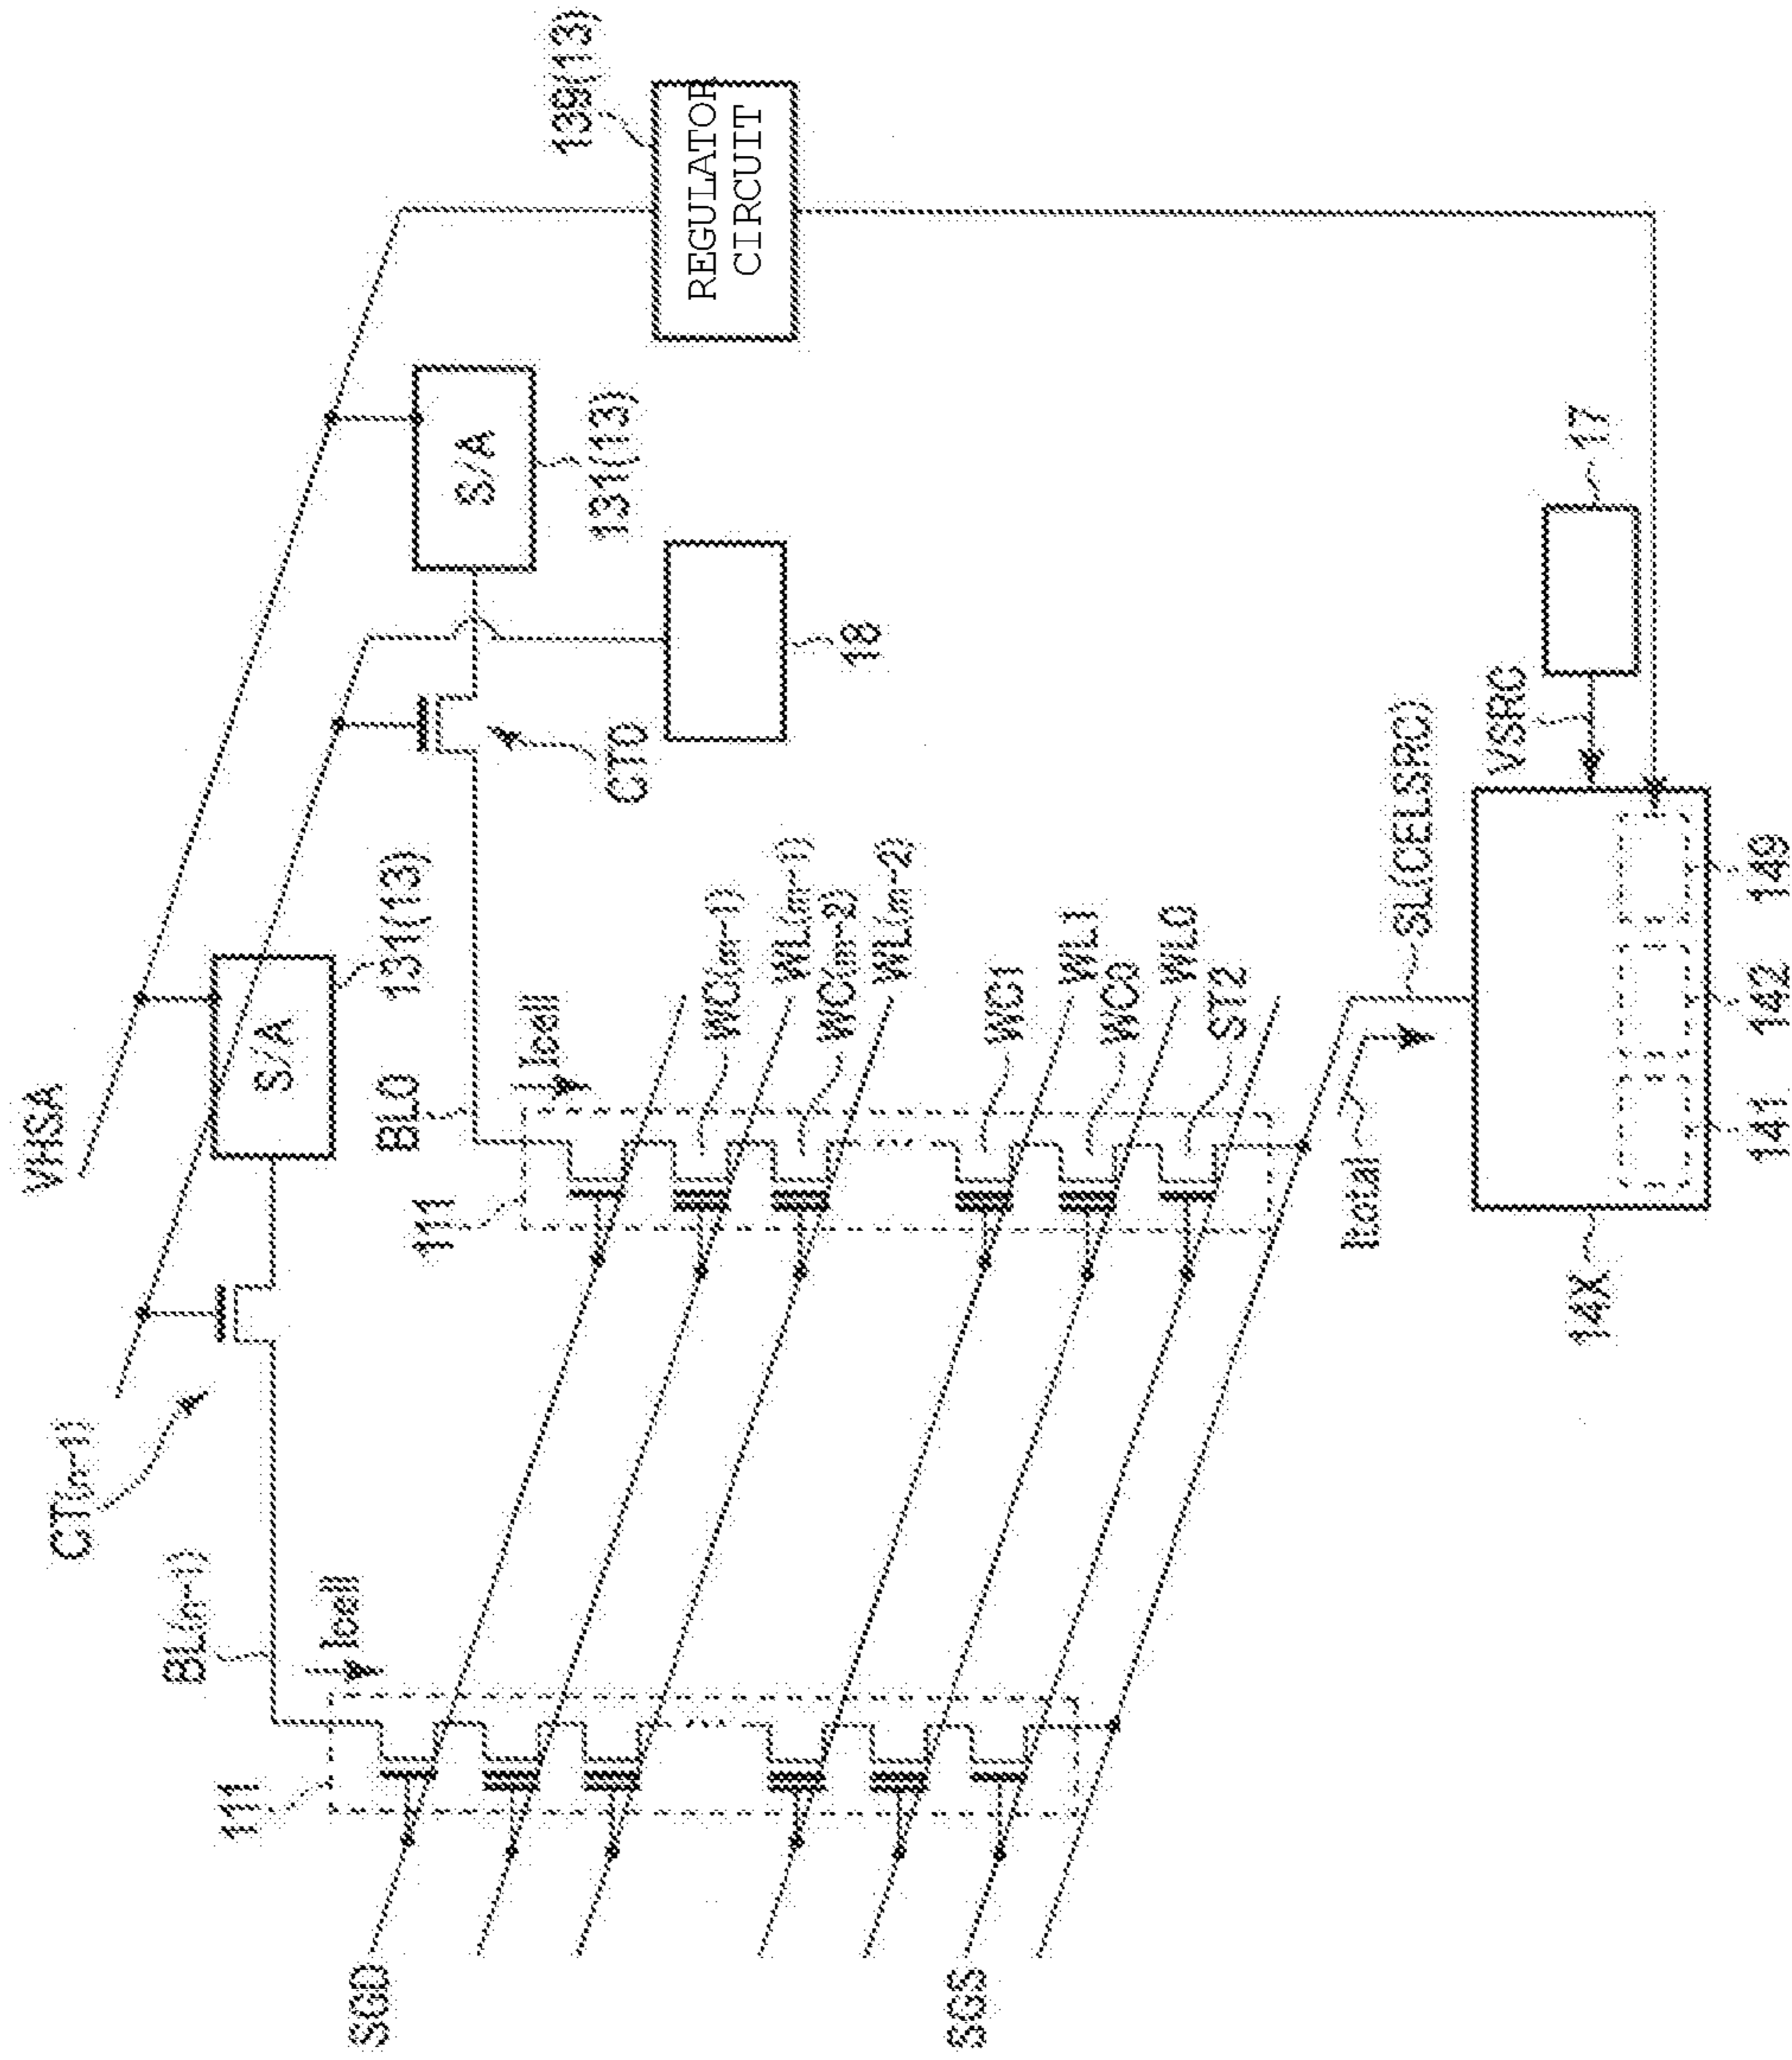 VHSA
CT(n-1)
S/A
131(13)
S/A
131(13)
139(13)
REGULATOR
CIRCUIT
BL(n-1)
BL0
CT0
18
111
Icell
111
Icell
SGD
WC(m-1)
WL(m-1)
WC(m-2)
WL(m-2)
WC1
WL1
WC0
WL0
ST2
SGS
SL(CELSRC)
Itotal
VSRC
17
14X
141
142
149